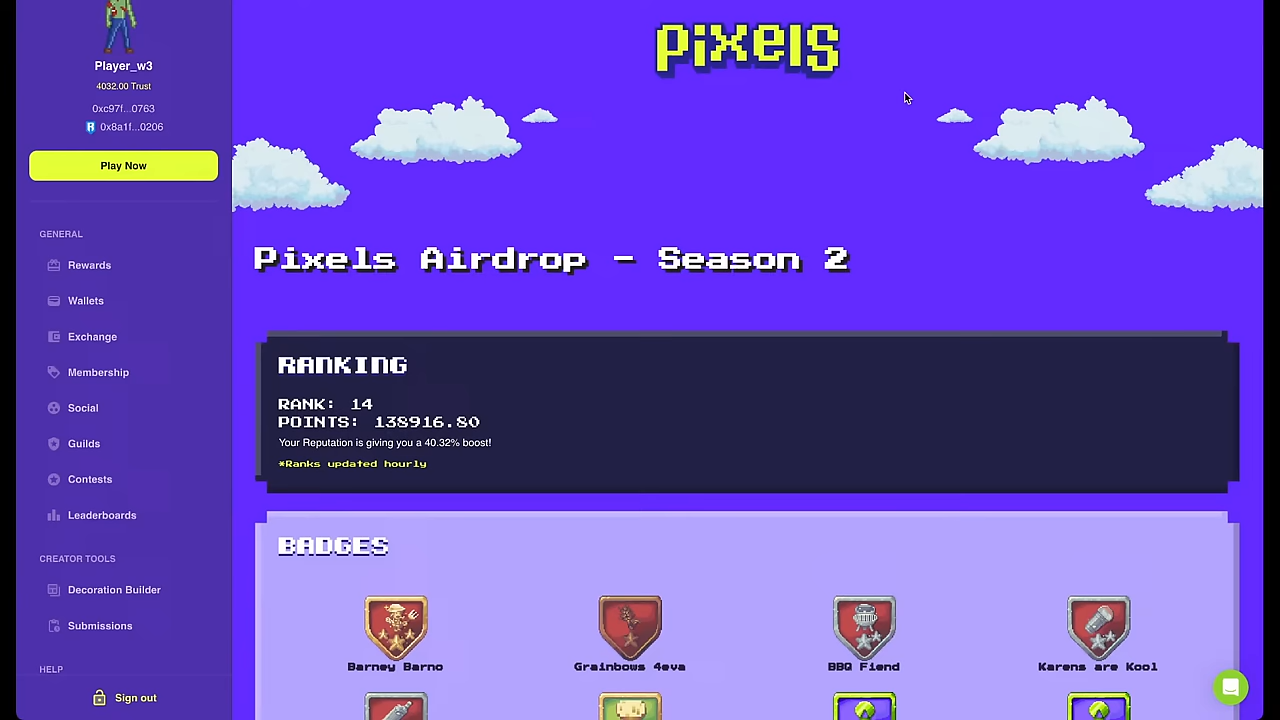 Player_w3
4032.00 Trust
0xc97f...0763
0x8a1f...0206
Play Now
GENERAL
Rewards
Wallets
Exchange
Membership
Social
Guilds
Contests
Leaderboards
CREATOR TOOLS
Decoration Builder
Submissions
HELP
Sign out
pixels
Pixels Airdrop - Season 2
RANKING
RANK: 14
POINTS: 138916.80
Your Reputation is giving you a 40.32% boost!
*Ranks updated hourly
BADGES
Barney Barno
Grainbows 4eva
BBQ Fiend
Karens are Kool